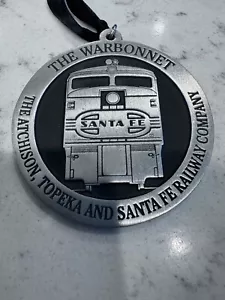 THE WARBONNET
SANTA FE
THE ATCHISON, TOPEKA AND SANTA FE RAILWAY COMPANY